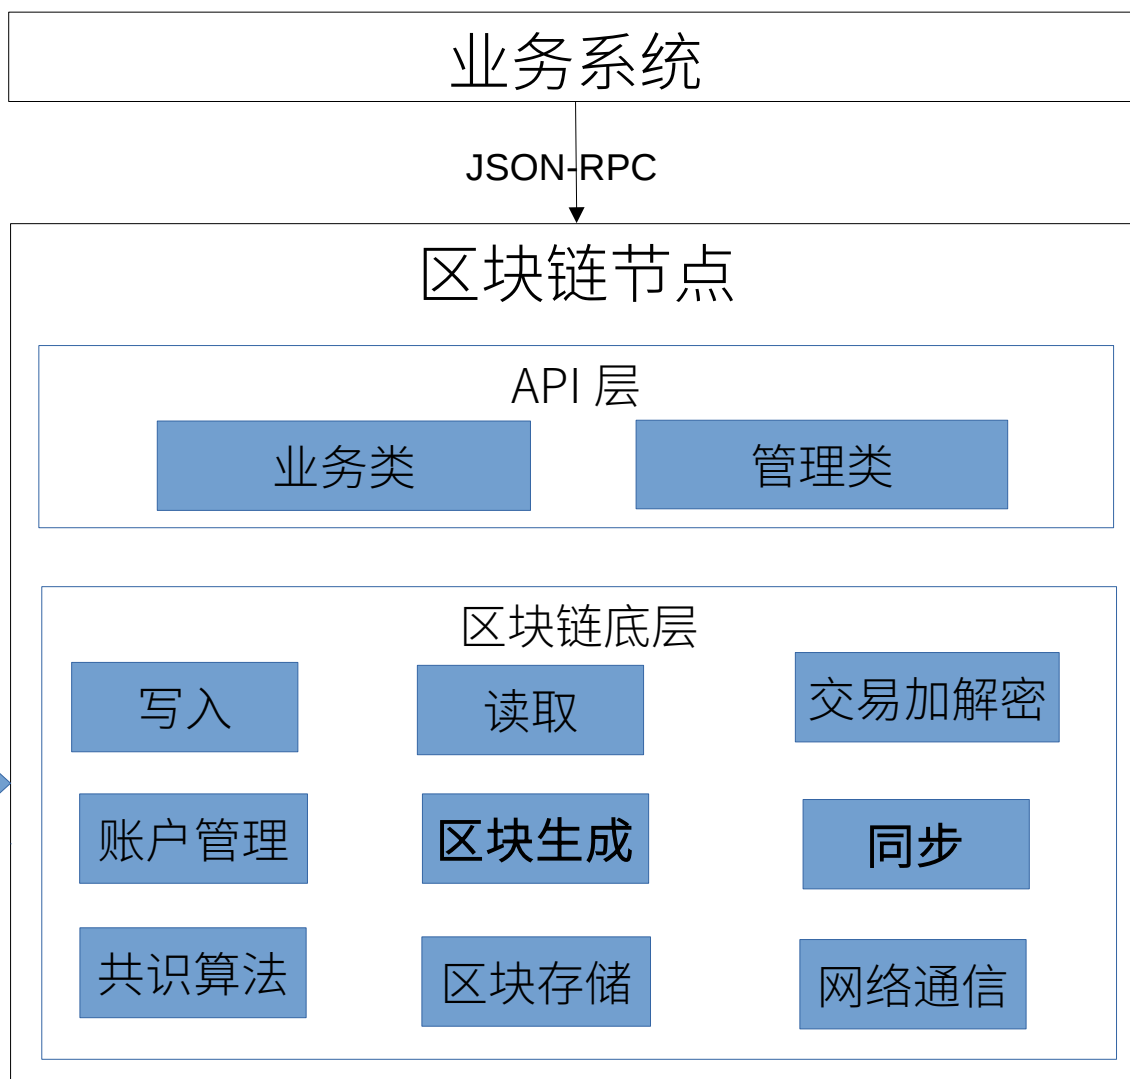 业务系统
JSON-RPC
区块链节点
API 层
业务类
管理类
区块链底层
写入
读取
交易加解密
账户管理
区块生成
同步
共识算法
区块存储
网络通信